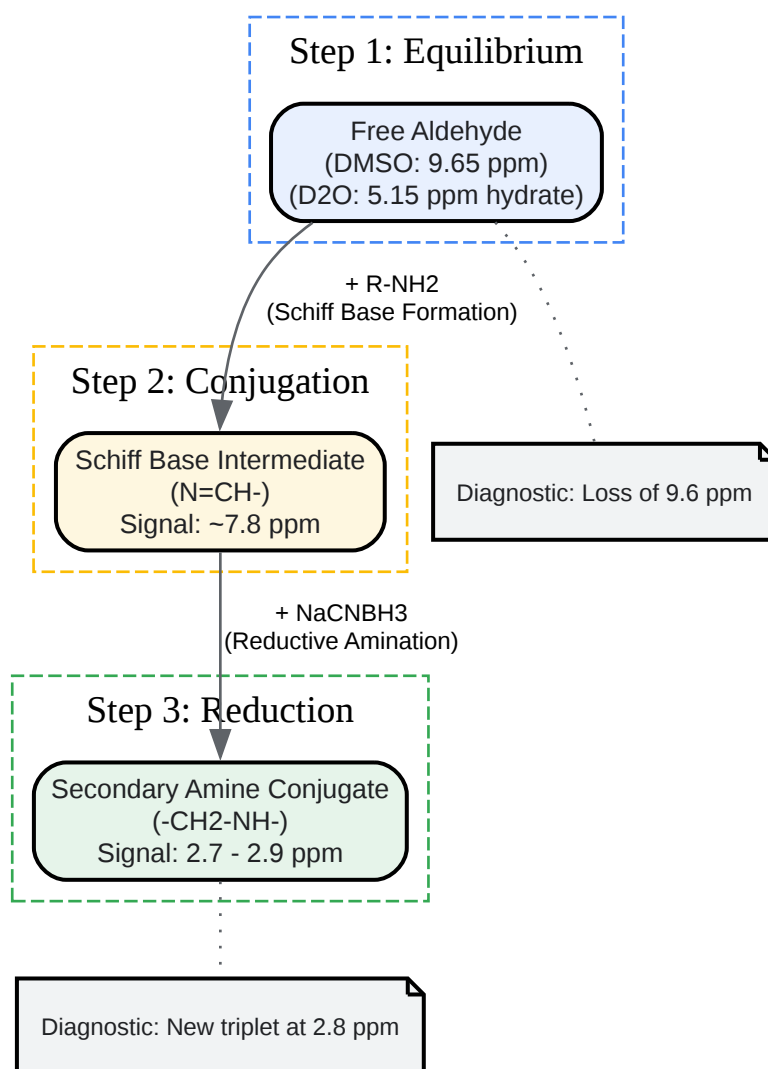 Step 1: Equilibrium
Free Aldehyde
(DMSO: 9.65 ppm)
(D2O: 5.15 ppm hydrate)
+ R-NH2
(Schiff Base Formation)
Step 2: Conjugation
Schiff Base Intermediate
(N=CH-)
Signal: ~7.8 ppm
Diagnostic: Loss of 9.6 ppm
+ NaCNBH3
(Reductive Amination)
Step 3: Reduction
Secondary Amine Conjugate
(-CH2-NH-)
Signal: 2.7 - 2.9 ppm
Diagnostic: New triplet at 2.8 ppm